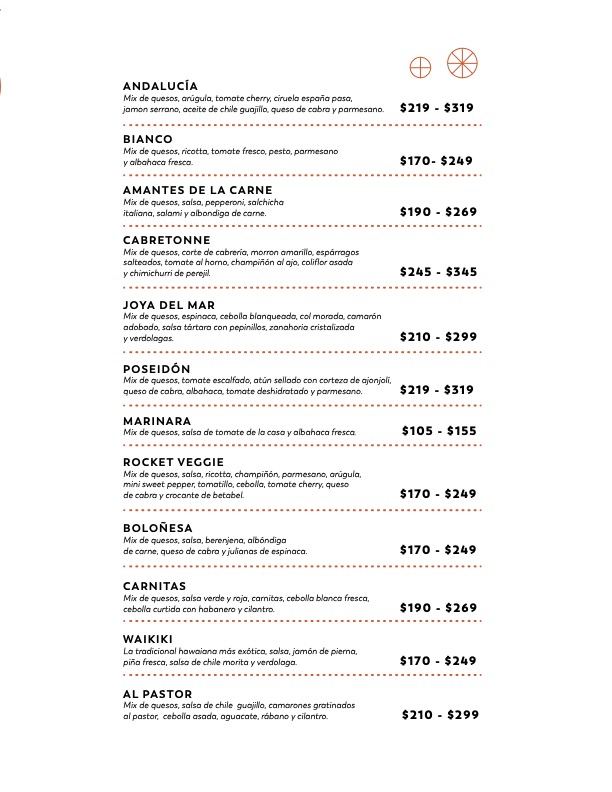 ANDALUCÍA
Mix de quesos, arúgula, tomate cherry, ciruela españa pasa,
jamon serrano, aceite de chile guajillo, queso de cabra y parmesano.
$219 - $319
BIANCO
Mix de quesos, ricotta, tomate fresco, pesto, parmesano
y albahaca fresca.
$170- $249
AMANTES DE LA CARNE
Mix de quesos, salsa, pepperoni, salchicha
italiana, salami y albondiga de carne.
$190 - $269
CABRETONNE
Mix de quesos, corte de cabrería, morron amarillo, espárragos
salteados, tomate al horno, champiñón al ajo, coliflor asada
y chimichurri de perejil.
$245 - $345
JOYA DEL MAR
Mix de quesos, espinaca, cebolla blanqueada, col morada, camarón
adobado, salsa tártara con pepinillos, zanahoria cristalizada
y verdolagas.
$210 - $299
POSEIDÓN
Mix de quesos, tomate escalfado, atún sellado con corteza de ajonjolí,
queso de cabra, albahaca, tomate deshidratado y parmesano.
$219 - $319
MARINARA
Mix de quesos, salsa de tomate de la casa y albahaca fresca.
$105 - $155
ROCKET VEGGIE
Mix de quesos, salsa, ricotta, champiñón, parmesano, arúgula,
mini sweet pepper, tomatillo, cebolla, tomate cherry, queso
de cabra y crocante de betabel.
$170 - $249
BOLOÑESA
Mix de quesos, salsa, berenjena, albóndiga
de carne, queso de cabra y julianas de espinaca.
$170 - $249
CARNITAS
Mix de quesos, salsa verde y roja, carnitas, cebolla blanca fresca,
cebolla curtida con habanero y cilantro.
$190 - $269
WAIKIKI
La tradicional hawaiana más exótica, salsa, jamón de pierna,
piña fresca, salsa de chile morita y verdolaga.
$170 - $249
AL PASTOR
Mix de quesos, salsa de chile guajillo, camarones gratinados
al pastor, cebolla asada, aguacate, rábano y cilantro.
$210 - $299